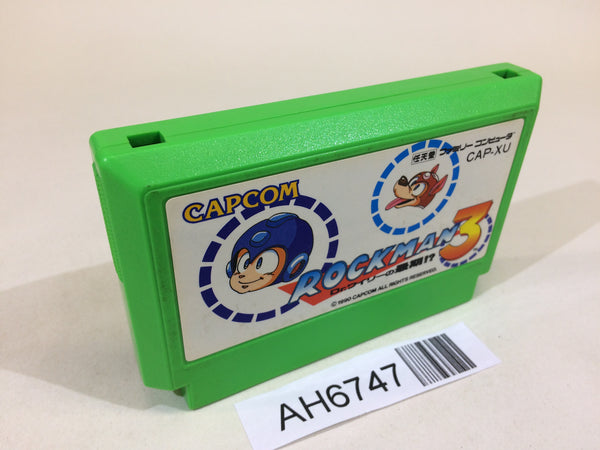 任天堂 ファミリー コンピュータ
CAP-XU
CAPCOM
ROCKMAN 3
Dr.ワイリーの最期!?
© 1990 CAPCOM ALL RIGHTS RESERVED.
AH6747